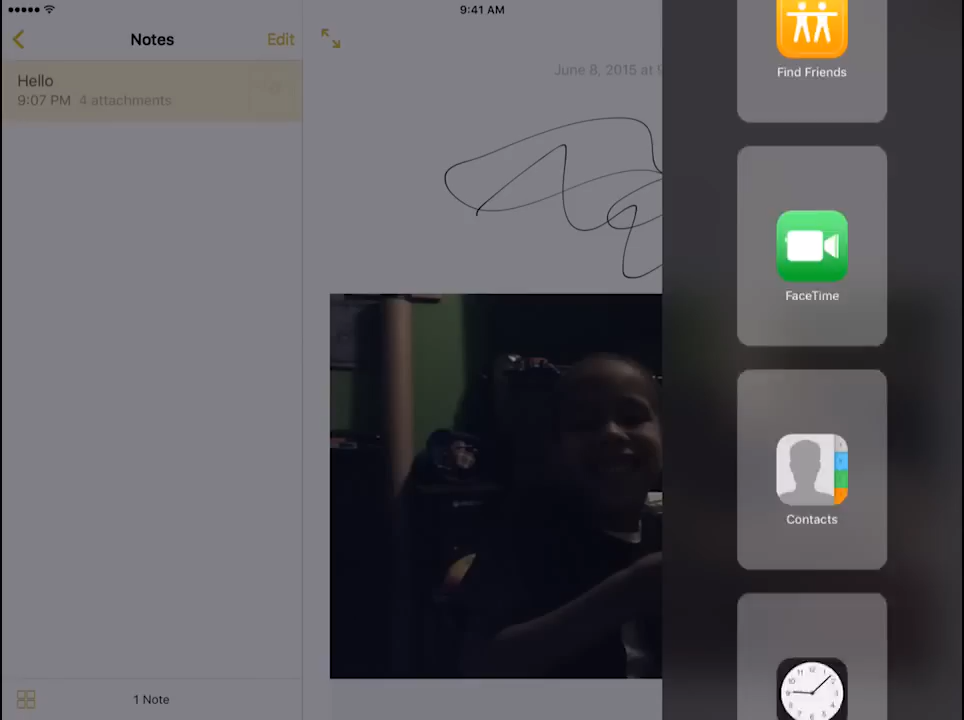 9:41 AM
Notes
Edit
Hello
9:07 PM 4 attachments
1 Note
June 8, 2015 at
Find Friends
FaceTime
Contacts